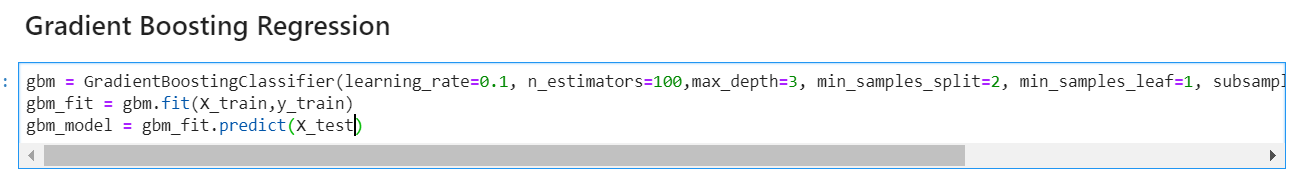 Gradient Boosting Regression
:
gbm = GradientBoostingClassifier(learning_rate=0.1, n_estimators=100,max_depth=3, min_samples_split=2, min_samples_leaf=1, subsampl
gbm_fit = gbm.fit(X_train,y_train)
gbm_model = gbm_fit.predict(X_test)